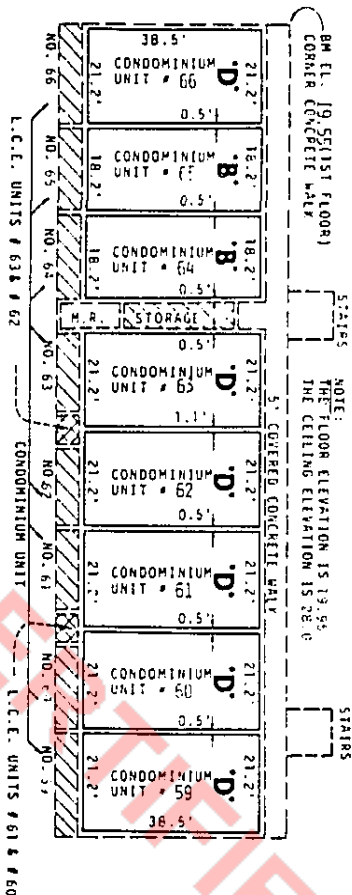 BM EL. 19.55(1ST FLOOR)
CORNER CONCRETE WALK
STAIRS
NOTE:
THE FLOOR ELEVATION IS 19.95
THE CEILING ELEVATION IS 28.0
STAIRS
5' COVERED CONCRETE WALK
38.5'
CONDOMINIUM
UNIT # 66
"D"
21.2'
21.2'
0.5'
CONDOMINIUM
UNIT # 65
"B"
18.2'
18.2'
0.5'
CONDOMINIUM
UNIT # 64
"B"
18.2'
18.2'
0.5'
M.R.
STORAGE
0.5'
CONDOMINIUM
UNIT # 63
"D"
21.2'
21.2'
1.1'
CONDOMINIUM
UNIT # 62
"D"
21.2'
21.2'
0.5'
CONDOMINIUM
UNIT # 61
"D"
21.2'
21.2'
0.5'
CONDOMINIUM
UNIT # 60
"D"
21.2'
21.2'
0.5'
CONDOMINIUM
UNIT # 59
"D"
21.2'
21.2'
38.5'
NO. 66
NO. 65
NO. 64
NO. 63
NO. 62
NO. 61
L.C.E. UNITS # 63& # 62
CONDOMINIUM UNIT
L.C.E. UNITS # 61 & #60